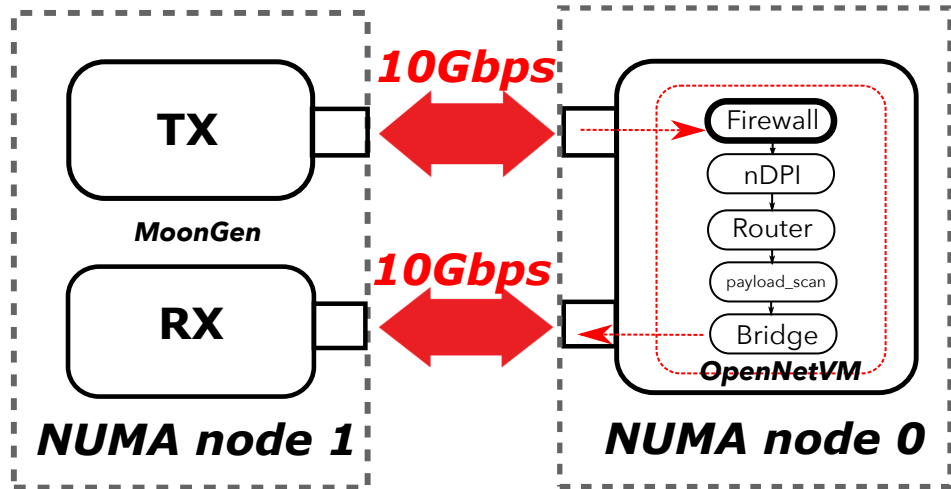 TX
MoonGen
RX
NUMA node 1
10Gbps
10Gbps
Firewall
nDPI
Router
payload_scan
Bridge
OpenNetVM
NUMA node 0